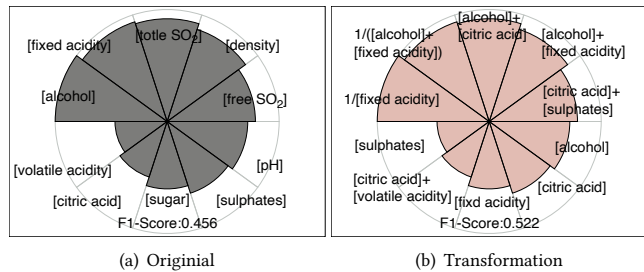 [totle SO₂]
[fixed acidity]
[density]
[alcohol]
[free SO₂]
[volatile acidity]
[pH]
[citric acid]
[sugar]
[sulphates]
F1-Score:0.456
(a) Originial
[alcohol]+
[citric acid]
1/([alcohol]+
[fixed acidity])
[alcohol]+
[fixed acidity]
1/[fixed acidity]
[citric acid]+
[sulphates]
[sulphates]
[alcohol]
[citric acid]+
[volatile acidity]
[citric acid]
[fixd acidity]
F1-Score:0.522
(b) Transformation